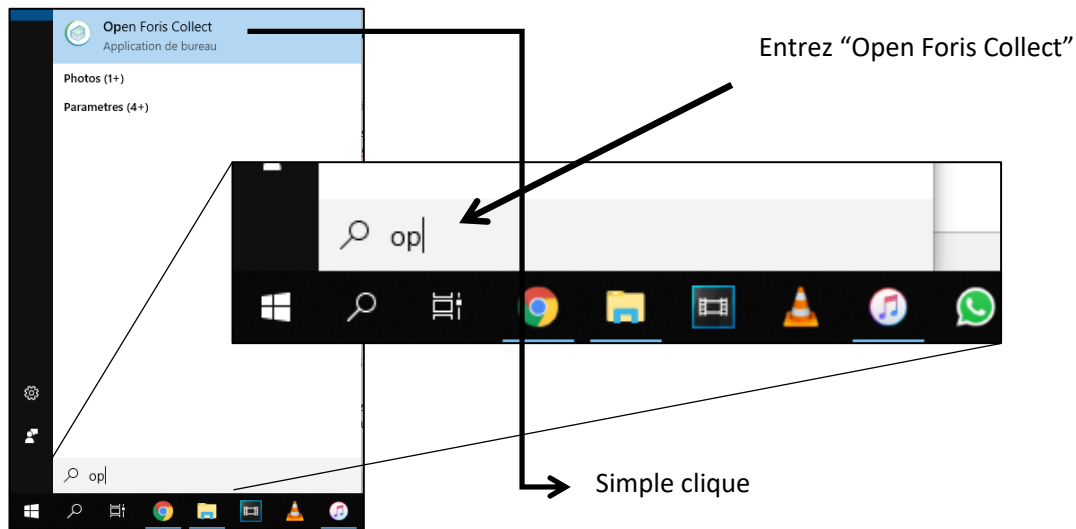 Open Foris Collect
Application de bureau
Photos (1+)
Parametres (4+)
Entrez “Open Foris Collect”
op
op
Simple clique